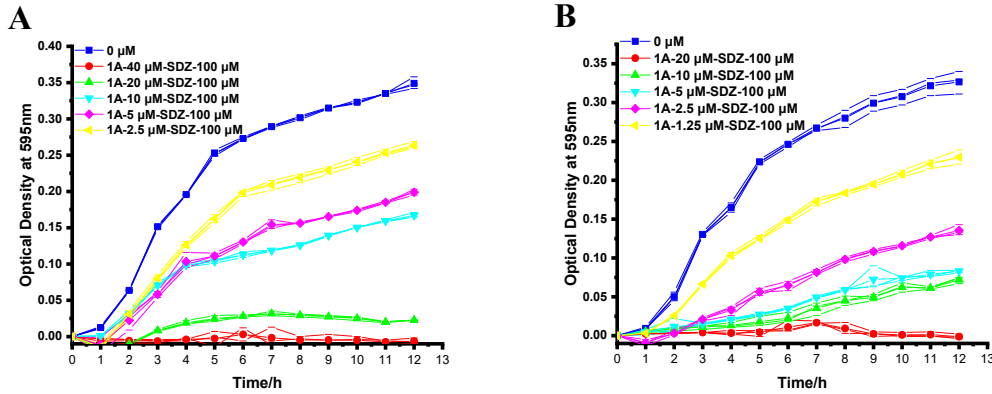 A
Optical Density at 595nm
0.40
0.35
0.30
0.25
0.20
0.15
0.10
0.05
0.00
0 µM
1A-40 µM-SDZ-100 µM
1A-20 µM-SDZ-100 µM
1A-10 µM-SDZ-100 µM
1A-5 µM-SDZ-100 µM
1A-2.5 µM-SDZ-100 µM
0 1 2 3 4 5 6 7 8 9 10 11 12 13
Time/h
B
Optical Density at 595nm
0.35
0.30
0.25
0.20
0.15
0.10
0.05
0.00
0 µM
1A-20 µM-SDZ-100 µM
1A-10 µM-SDZ-100 µM
1A-5 µM-SDZ-100 µM
1A-2.5 µM-SDZ-100 µM
1A-1.25 µM-SDZ-100 µM
0 1 2 3 4 5 6 7 8 9 10 11 12 13
Time/h